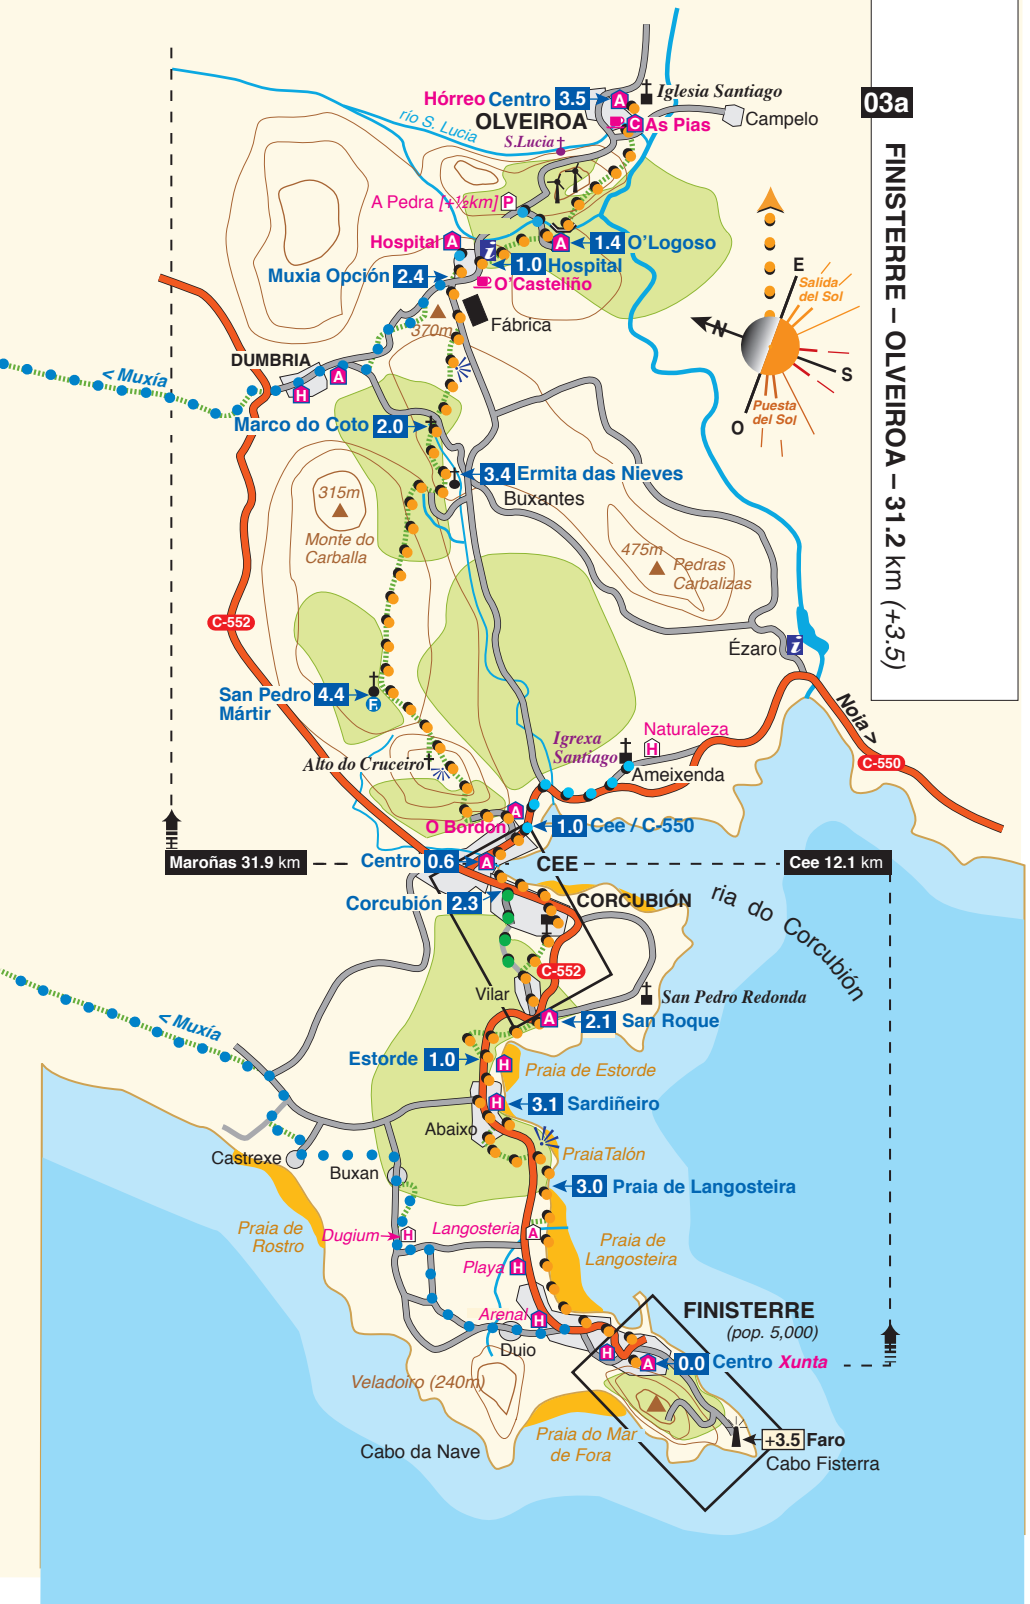 03a
FINISTERRE – OLVEIROA – 31.2 km (+3.5)
Hórreo Centro 3.5
A
Iglesia Santiago
OLVEIROA
C As Pias
Campelo
río S. Lucia
S.Lucia
A Pedra [+½km] P
Hospital A
i
A 1.4 O'Logoso
1.0 Hospital
Muxia Opción 2.4
O'Casteliño
370m
Fábrica
E
Salida
del Sol
N
S
O
Puesta
del Sol
DUMBRIA
< Muxía
A
H
Marco do Coto 2.0
3.4 Ermita das Nieves
Buxantes
315m
Monte do
Carballa
475m
Pedras
Carbalizas
C-552
Ézaro i
San Pedro 4.4
Mártir
F
Noia >
C-550
Naturaleza
H
Igrexa
Santiago
Ameixenda
Alto do Cruceiro
A
O Bordón
1.0 Cee / C-550
Maroñas 31.9 km
Centro 0.6 A
CEE
Cee 12.1 km
Corcubión 2.3
CORCUBIÓN
ria do Corcubión
C-552
Vilar
San Pedro Redonda
< Muxía
A 2.1 San Roque
Estorde 1.0
H
Praia de Estorde
H 3.1 Sardiñeiro
Abaixo
Praia Talón
Castrexe
Buxan
3.0 Praia de Langosteira
Praia de
Rostro
Dugium H
Langosteria A
Praia de
Langosteira
Playa H
Arenal H
FINISTERRE
(pop. 5,000)
Duio
H
A 0.0 Centro Xunta
Veladoiro (240m)
Praia do Mar
de Fora
Cabo da Nave
+3.5 Faro
Cabo Fisterra